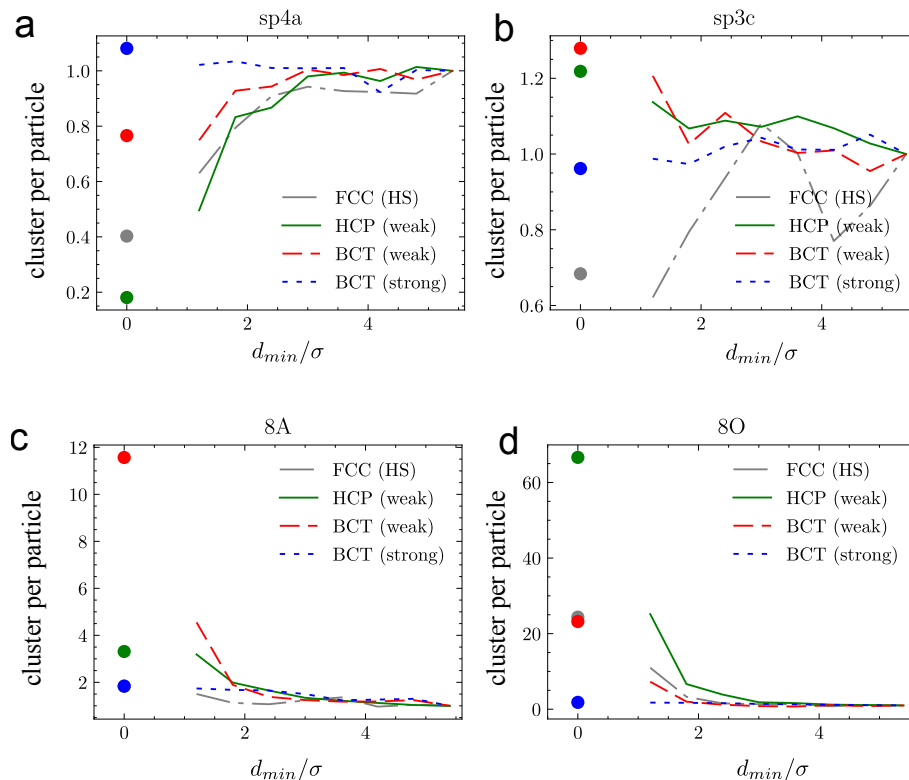 a
sp4a
cluster per particle
1.0
0.8
0.6
0.4
0.2
FCC (HS)
HCP (weak)
BCT (weak)
BCT (strong)
0 2 4
d_min/σ
b
sp3c
cluster per particle
1.2
1.0
0.8
0.6
FCC (HS)
HCP (weak)
BCT (weak)
BCT (strong)
0 2 4
d_min/σ
c
8A
cluster per particle
12
10
8
6
4
2
FCC (HS)
HCP (weak)
BCT (weak)
BCT (strong)
0 2 4
d_min/σ
d
8O
cluster per particle
60
40
20
0
FCC (HS)
HCP (weak)
BCT (weak)
BCT (strong)
0 2 4
d_min/σ